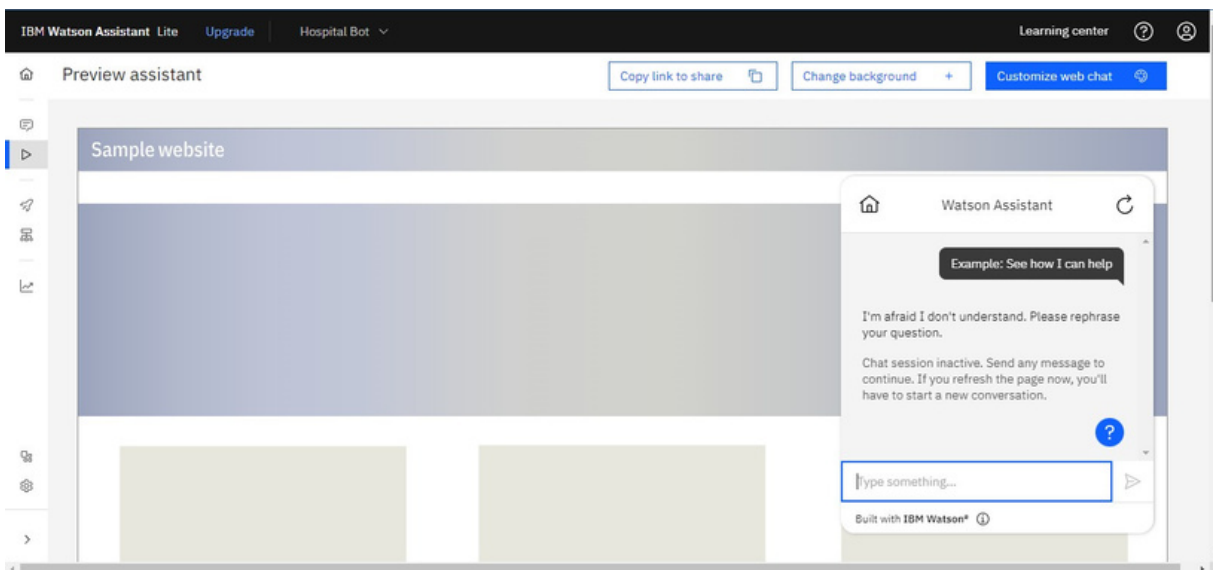 IBM Watson Assistant Lite Upgrade Hospital Bot Learning center
Preview assistant Copy link to share Change background + Customize web chat
Sample website
Watson Assistant
Example: See how I can help
I'm afraid I don't understand. Please rephrase
your question.
Chat session inactive. Send any message to
continue. If you refresh the page now, you'll
have to start a new conversation.
?
Type something...
Built with IBM Watson®